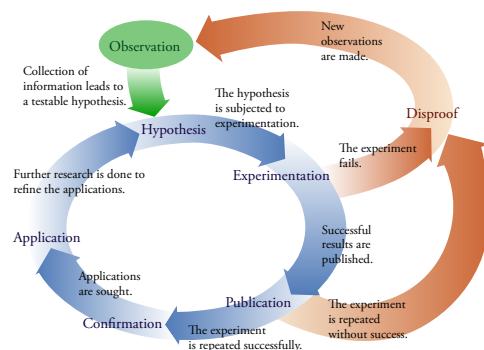 New
observations
are made.
Observation
Collection of
information leads to
a testable hypothesis.
The hypothesis
is subjected to
experimentation.
Disproof
Hypothesis
The experiment
fails.
Further research is done to
refine the applications.
Experimentation
Application
Successful
results are
published.
Applications
are sought.
Publication
The experiment
is repeated
without success.
Confirmation
The experiment
is repeated successfully.